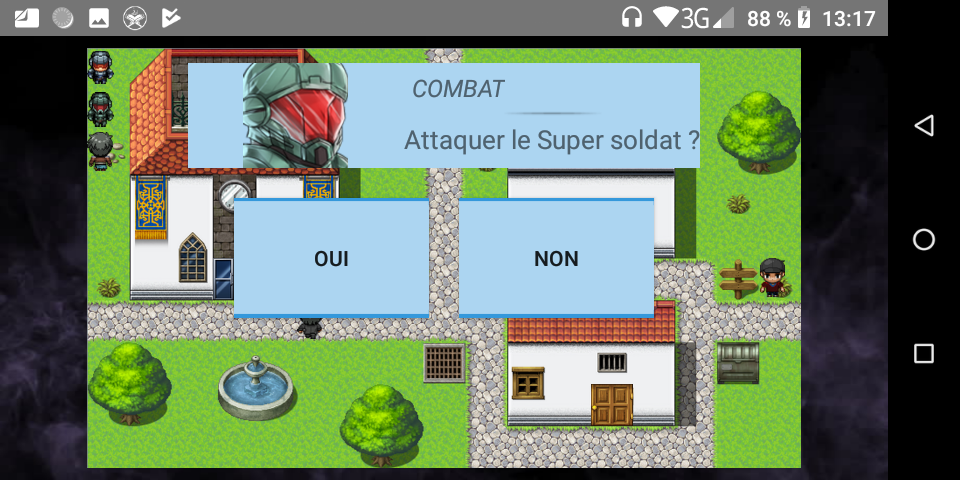 3G 88 % 13:17
COMBAT
Attaquer le Super soldat ?
OUI NON